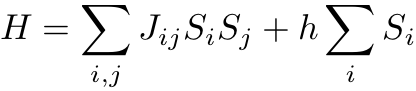 H = \sum_{i,j} J_{ij} S_i S_j + h \sum_i S_i